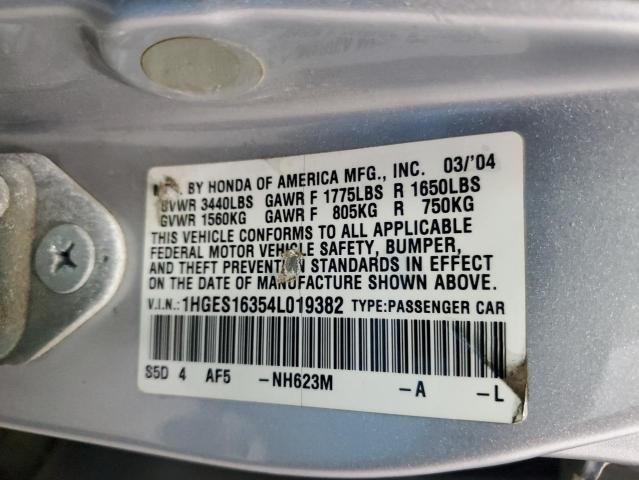 BY HONDA OF AMERICA MFG., INC. 03/'04
GVWR 3440LBS GAWR F 1775LBS R 1650LBS
GVWR 1560KG GAWR F 805KG R 750KG
THIS VEHICLE CONFORMS TO ALL APPLICABLE
FEDERAL MOTOR VEHICLE SAFETY, BUMPER,
AND THEFT PREVENTION STANDARDS IN EFFECT
ON THE DATE OF MANUFACTURE SHOWN ABOVE.
V.I.N.: 1HGES16354L019382 TYPE:PASSENGER CAR
S5D 4 AF5 -NH623M -A -L